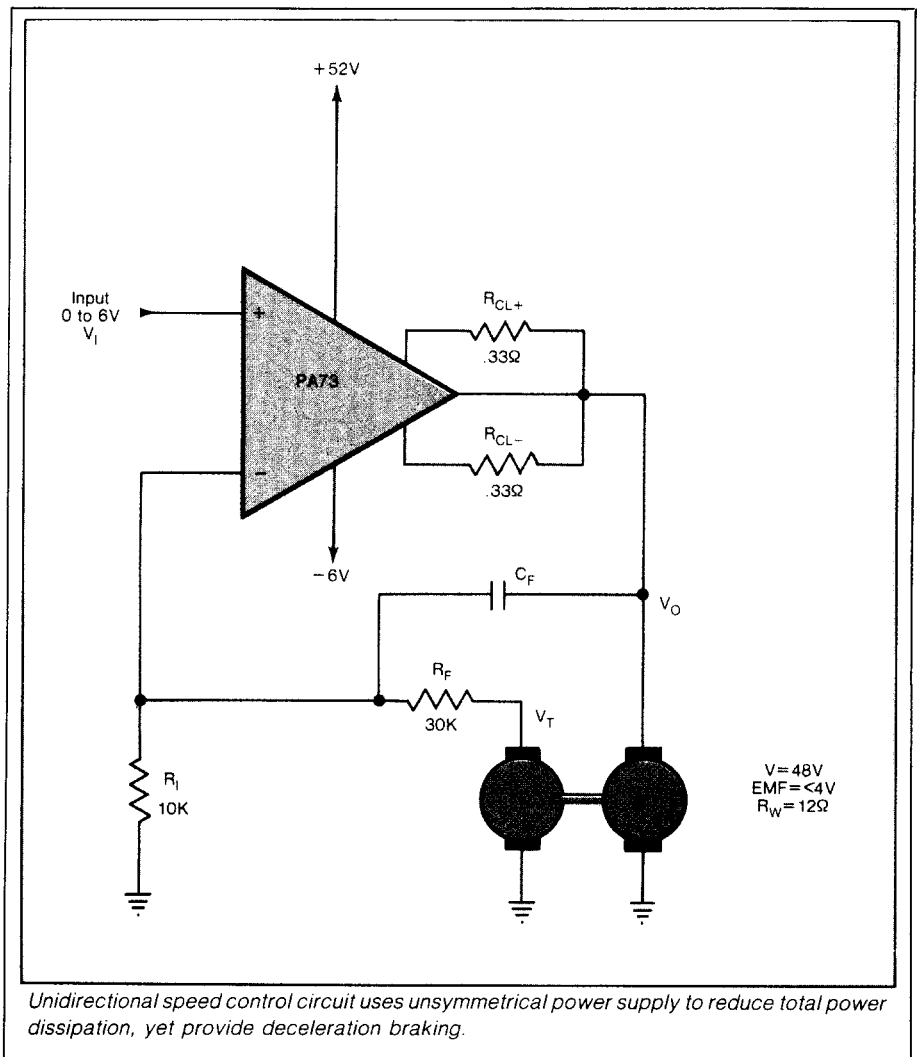 +52V
Input
0 to 6V
V_I
+
PA73
−
R_CL+
.33Ω
R_CL−
.33Ω
−6V
C_F
V_O
R_F
30K
V_T
R_I
10K
V=48V
EMF=<4V
R_W=12Ω
Unidirectional speed control circuit uses unsymmetrical power supply to reduce total power
dissipation, yet provide deceleration braking.